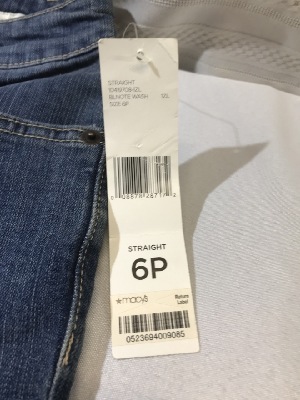 STRAIGHT
BLNOTE WASH
SIZE 6P
STRAIGHT
6P
★macy's
Return
Label
0523694009085